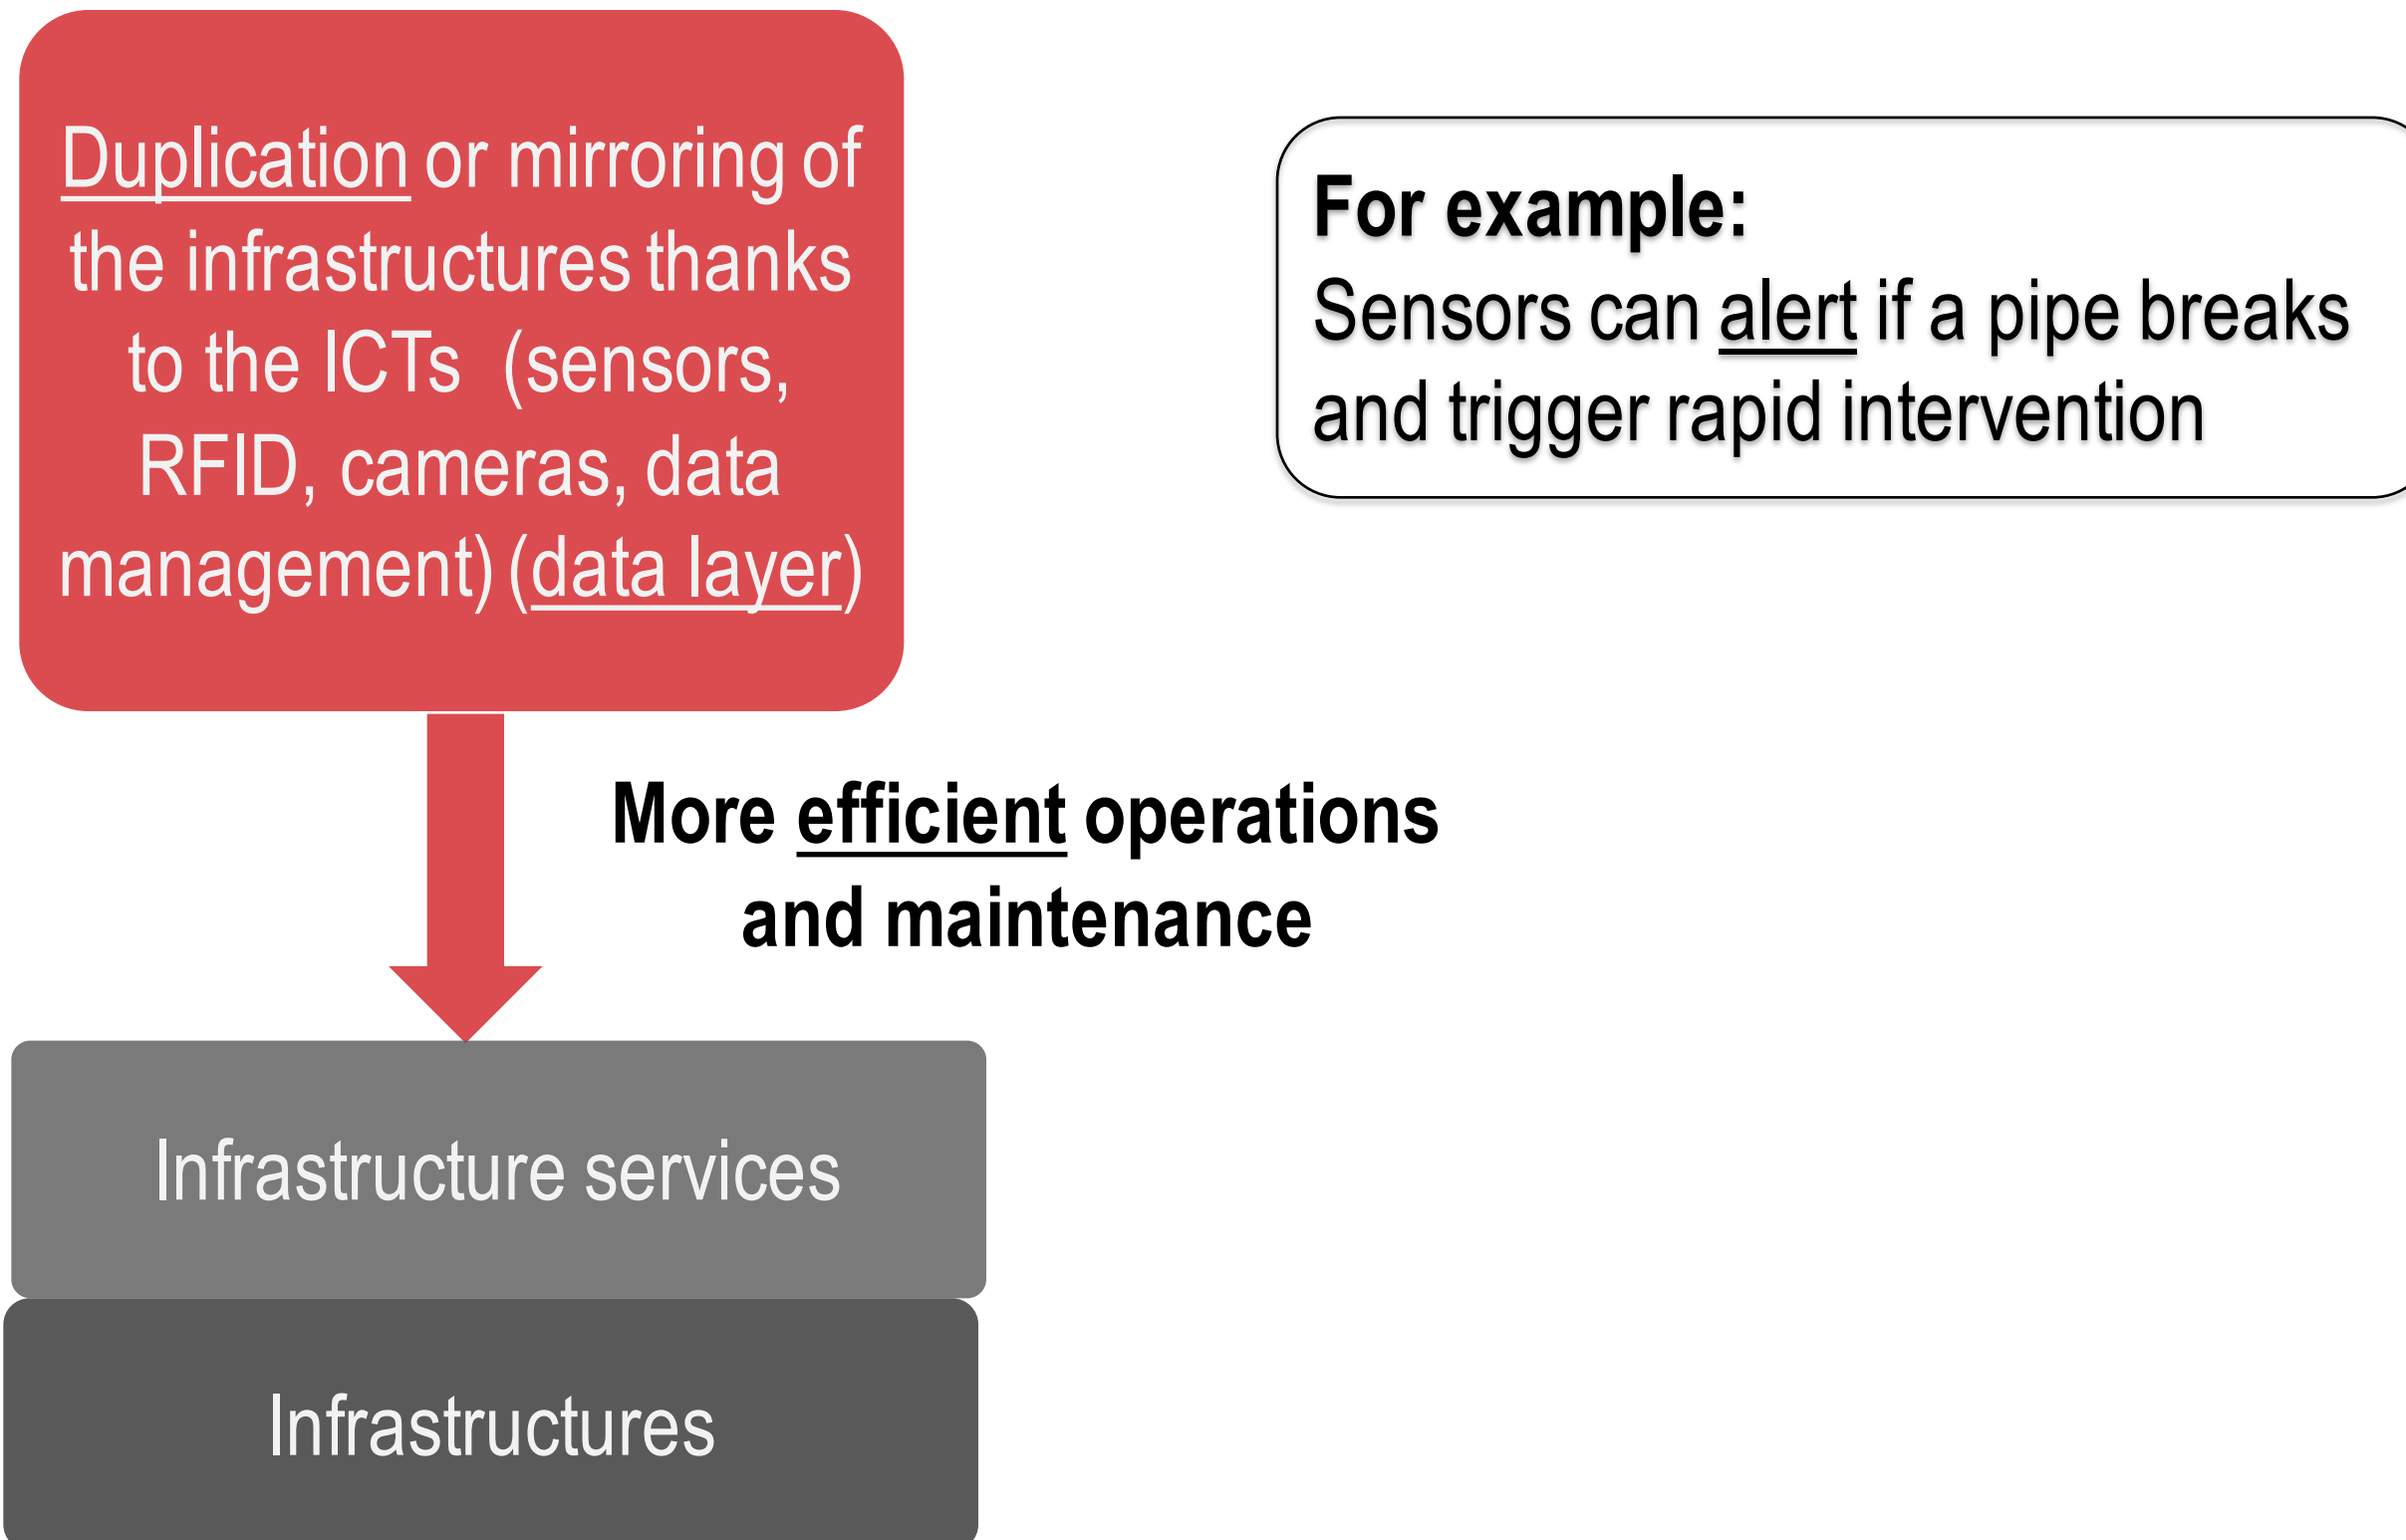 Duplication or mirroring of
the infrastructures thanks
to the ICTs (sensors,
RFID, cameras, data
management) (data layer)
For example:
Sensors can alert if a pipe breaks
and trigger rapid intervention
More efficient operations
and maintenance
Infrastructure services
Infrastructures